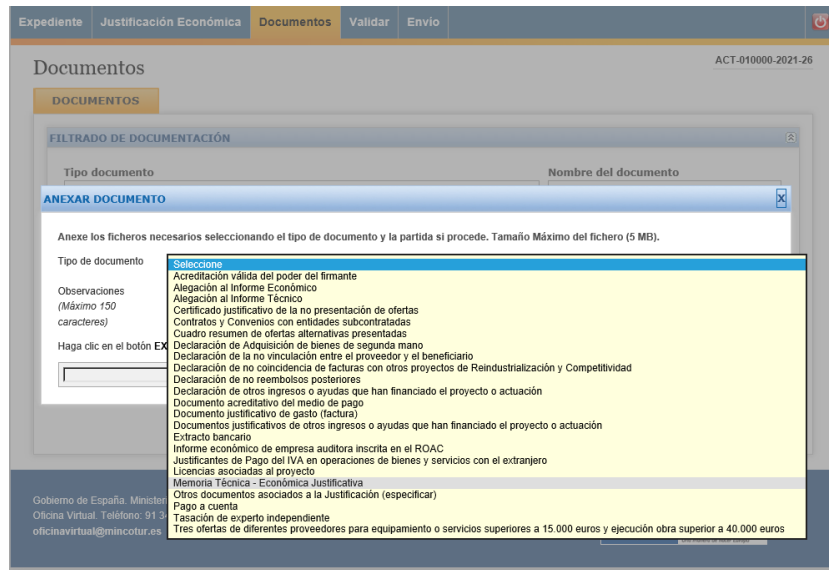 Expediente Justificación Económica Documentos Validar Envío
ACT-010000-2021-26
Documentos
DOCUMENTOS
FILTRADO DE DOCUMENTACIÓN
Tipo documento Nombre del documento
ANEXAR DOCUMENTO X
Anexe los ficheros necesarios seleccionando el tipo de documento y la partida si procede. Tamaño Máximo del fichero (5 MB).
Tipo de documento
Observaciones
(Máximo 150
caracteres)
Haga clic en el botón EX
Seleccione
Acreditación válida del poder del firmante
Alegación al Informe Económico
Alegación al Informe Técnico
Certificado justificativo de la no presentación de ofertas
Contratos y Convenios con entidades subcontratadas
Cuadro resumen de ofertas alternativas presentadas
Declaración de Adquisición de bienes de segunda mano
Declaración de la no vinculación entre el proveedor y el beneficiario
Declaración de no coincidencia de facturas con otros proyectos de Reindustrialización y Competitividad
Declaración de no reembolsos posteriores
Declaración de otros ingresos o ayudas que han financiado el proyecto o actuación
Documento acreditativo del medio de pago
Documento justificativo de gasto (factura)
Documentos justificativos de otros ingresos o ayudas que han financiado el proyecto o actuación
Extracto bancario
Informe económico de empresa auditora inscrita en el ROAC
Justificantes de Pago del IVA en operaciones de bienes y servicios con el extranjero
Licencias asociadas al proyecto
Memoria Técnica - Económica Justificativa
Otros documentos asociados a la Justificación (especificar)
Pago a cuenta
Tasación de experto independiente
Tres ofertas de diferentes proveedores para equipamiento o servicios superiores a 15.000 euros y ejecución obra superior a 40.000 euros
Gobierno de España. Minister
Oficina Virtual. Teléfono: 91 3
oficinavirtual@mincotur.es